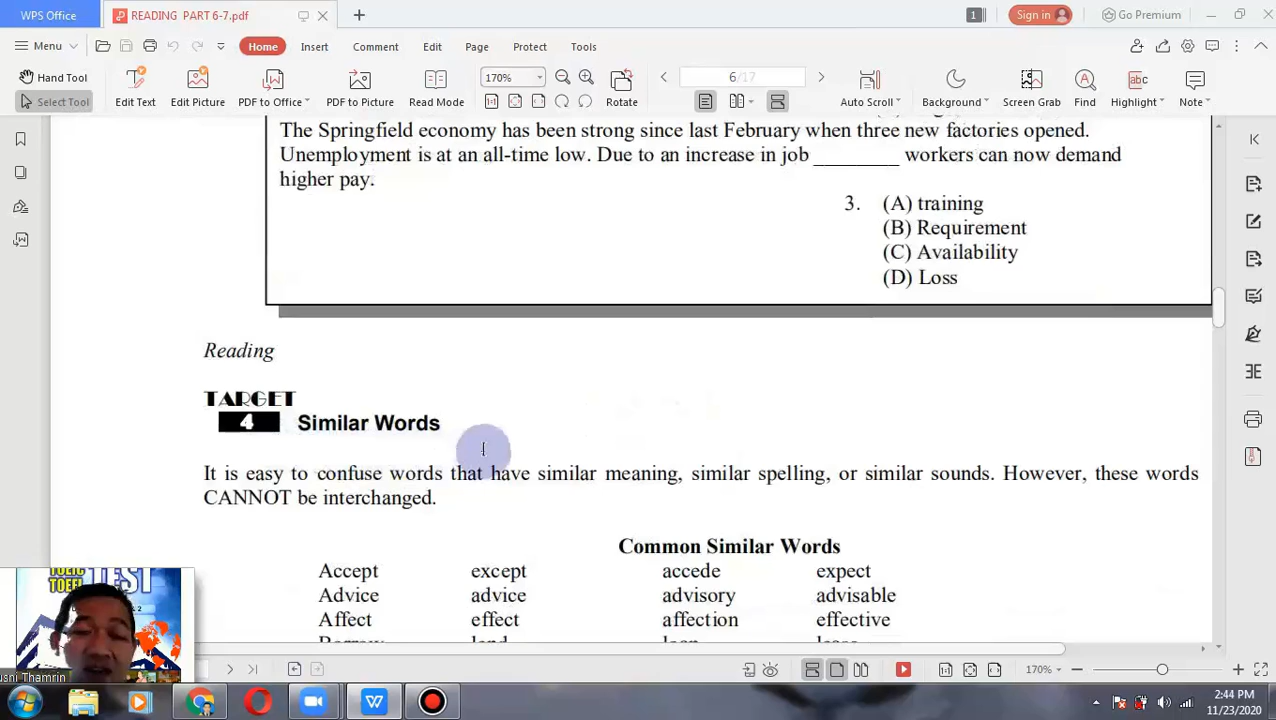 WPS Office
READING PART 6-7.pdf
1
Sign in
Go Premium
Menu
Home
Insert
Comment
Edit
Page
Protect
Tools
Hand Tool
Select Tool
Edit Text
Edit Picture
PDF to Office
PDF to Picture
Read Mode
170%
Rotate
6/17
Auto Scroll
Background
Screen Grab
Find
Highlight
Note
The Springfield economy has been strong since last February when three new factories opened.
Unemployment is at an all-time low. Due to an increase in job _________ workers can now demand
higher pay.
3. (A) training
(B) Requirement
(C) Availability
(D) Loss
Reading
TARGET
4 Similar Words
It is easy to confuse words that have similar meaning, similar spelling, or similar sounds. However, these words
CANNOT be interchanged.
Common Similar Words
Accept except accede expect
Advice advice advisory advisable
Affect effect affection effective
TOEFL TEST
Thamrin
170%
2:44 PM
11/23/2020